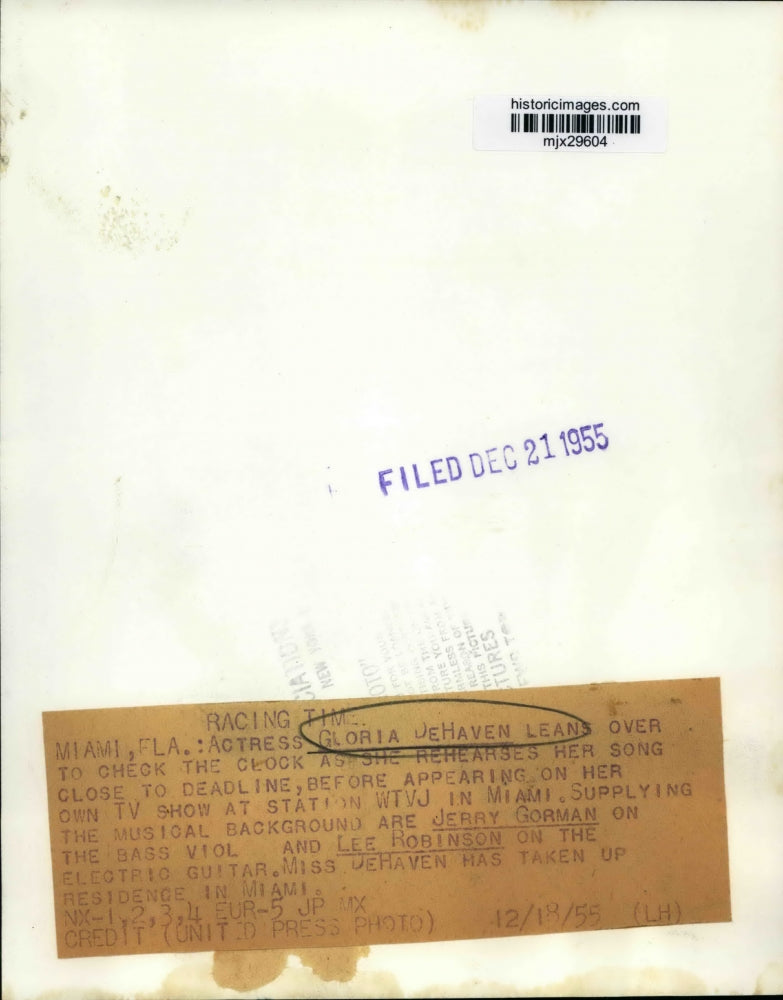 historicimages.com
mjx29604
FILED DEC 21 1955
NEW YORK
RACING TIME.
MIAMI,FLA.:ACTRESS GLORIA DEHAVEN LEANS OVER
TO CHECK THE CLOCK AS SHE REHEARSES HER SONG
CLOSE TO DEADLINE,BEFORE APPEARING ON HER
OWN TV SHOW AT STATION WTVJ IN MIAMI.SUPPLYING
THE MUSICAL BACKGROUND ARE JERRY GORMAN ON
THE BASS VIOL AND LEE ROBINSON ON THE
ELECTRIC GUITAR.MISS DEHAVEN HAS TAKEN UP
RESIDENCE IN MIAMI.
NX-1,2,3,4 EUR-5 JP MX
CREDIT (UNITED PRESS PHOTO) 12/18/55 (LH)